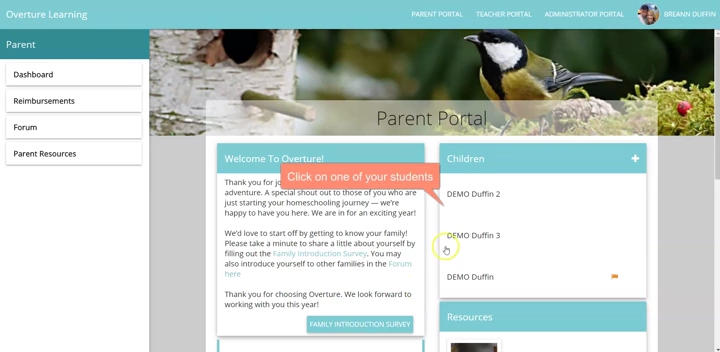 Overture Learning
PARENT PORTAL
TEACHER PORTAL
ADMINISTRATOR PORTAL
BREANN DUFFIN
Parent
Dashboard
Reimbursements
Forum
Parent Resources
Parent Portal
Welcome To Overture!
Thank you for jo
adventure. A special shout out to those of you who are
just starting your homeschooling journey — we're
happy to have you here. We are in for an exciting year!
We'd love to start off by getting to know your family!
Please take a minute to share a little about yourself by
filling out the Family Introduction Survey. You may
also introduce yourself to other families in the Forum
here
Thank you for choosing Overture. We look forward to
working with you this year!
FAMILY INTRODUCTION SURVEY
Click on one of your students
Children
DEMO Duffin 2
DEMO Duffin 3
DEMO Duffin
Resources